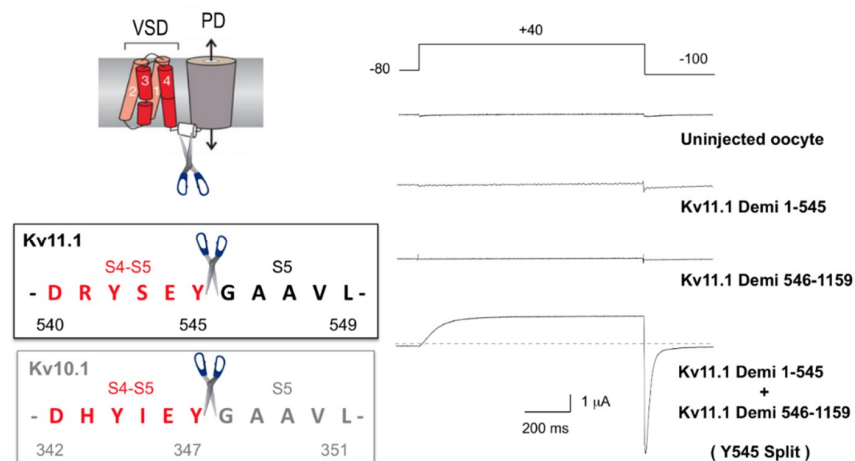 VSD
PD
2
3
1
4
Kv11.1
S4-S5
S5
- D R Y S E Y G A A V L -
540
545
549
Kv10.1
S4-S5
S5
- D H Y I E Y G A A V L -
342
347
351
+40
-80
-100
Uninjected oocyte
Kv11.1 Demi 1-545
Kv11.1 Demi 546-1159
Kv11.1 Demi 1-545
+
Kv11.1 Demi 546-1159
( Y545 Split )
1 µA
200 ms